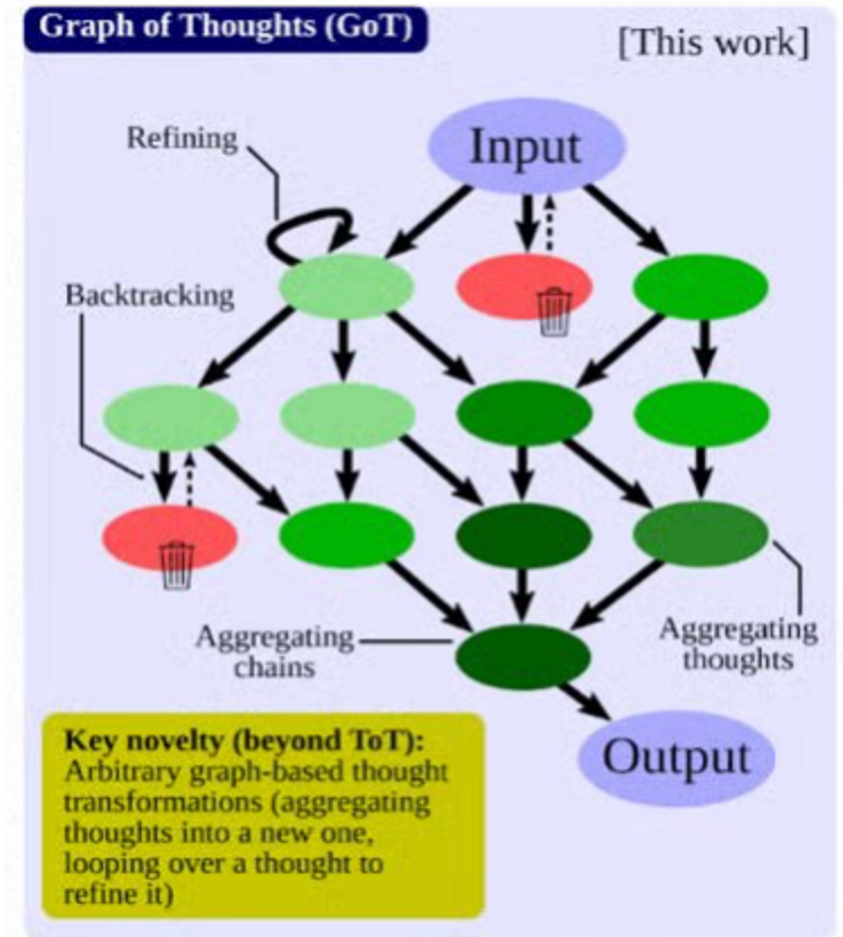 Graph of Thoughts (GoT)
[This work]
Refining
Input
Backtracking
Aggregating
chains
Aggregating
thoughts
Key novelty (beyond ToT):
Arbitrary graph-based thought
transformations (aggregating
thoughts into a new one,
looping over a thought to
refine it)
Output